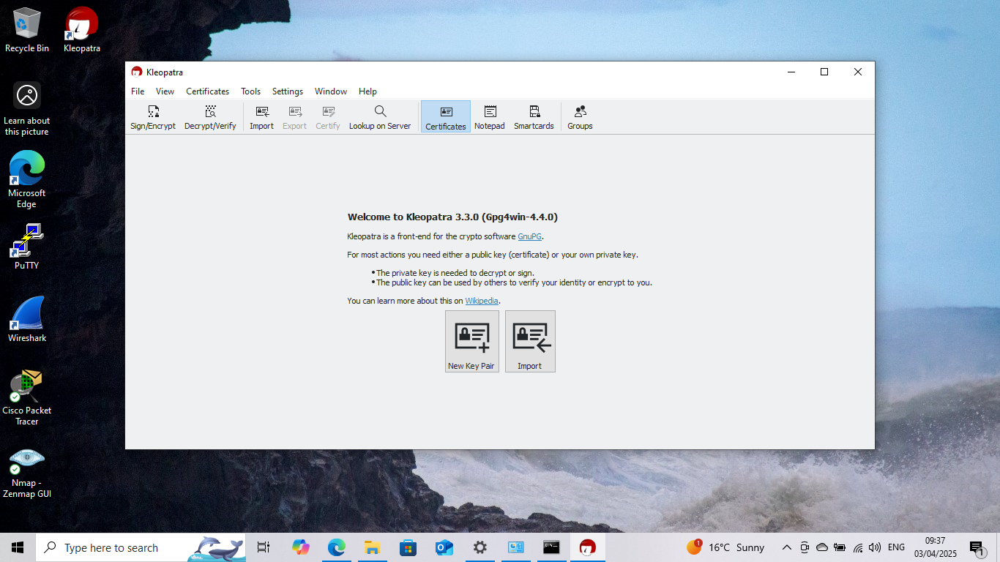 Recycle Bin
Kleopatra
Learn about
this picture
Microsoft
Edge
PuTTY
Wireshark
Cisco Packet
Tracer
Nmap -
Zenmap GUI
Kleopatra
File View Certificates Tools Settings Window Help
Sign/Encrypt Decrypt/Verify Import Export Certify Lookup on Server Certificates Notepad Smartcards Groups
Welcome to Kleopatra 3.3.0 (Gpg4win-4.4.0)
Kleopatra is a front-end for the crypto software GnuPG.
For most actions you need either a public key (certificate) or your own private key.
•The private key is needed to decrypt or sign.
•The public key can be used by others to verify your identity or encrypt to you.
You can learn more about this on Wikipedia.
New Key Pair Import
Type here to search
1
16°C Sunny
ENG
09:37
03/04/2025
1